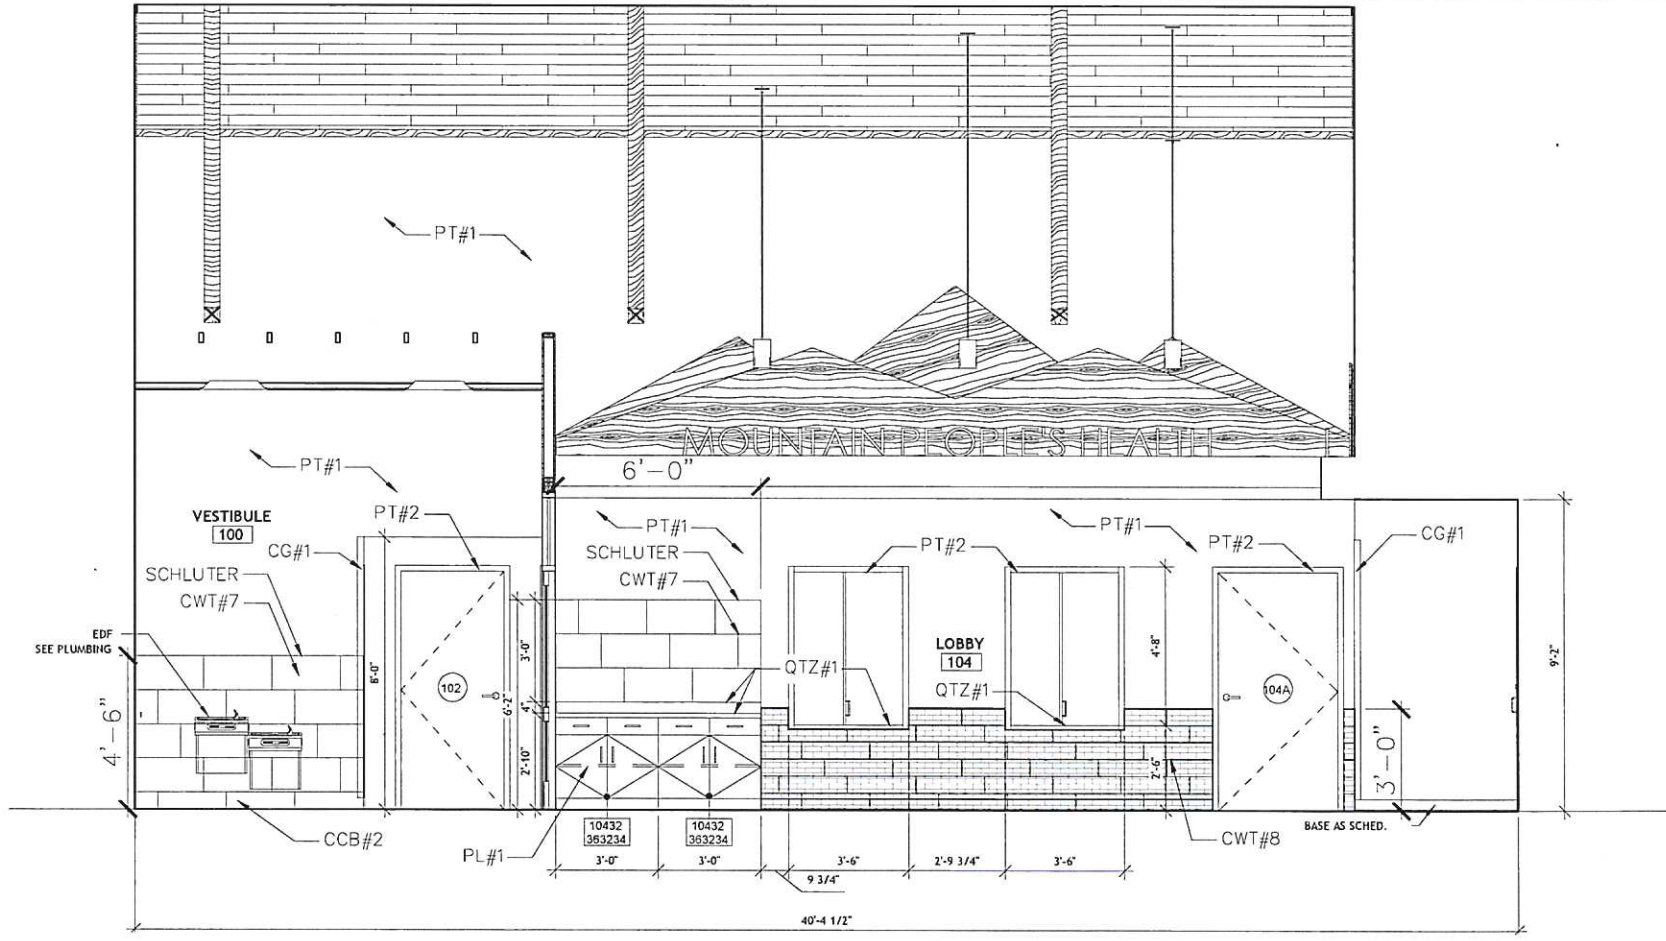 PT#1
MOUNTAIN PEOPLE'S HEALTH
6'-0"
PT#1
VESTIBULE
100
PT#2
CG#1
SCHLUTER
CWT#7
EDF
SEE PLUMBING
4'-6"
8'-0"
102
6'-2"
3'-0"
4"
2'-10"
CCB#2
PT#1
SCHLUTER
CWT#7
QTZ#1
PL#1
10432
363234
10432
363234
PT#2
LOBBY
104
QTZ#1
PT#1
PT#2
CG#1
4'-8"
2'-6"
104A
3'-0"
9'-2"
BASE AS SCHED.
CWT#8
3'-0"
3'-0"
9 3/4"
3'-6"
2'-9 3/4"
3'-6"
40'-4 1/2"